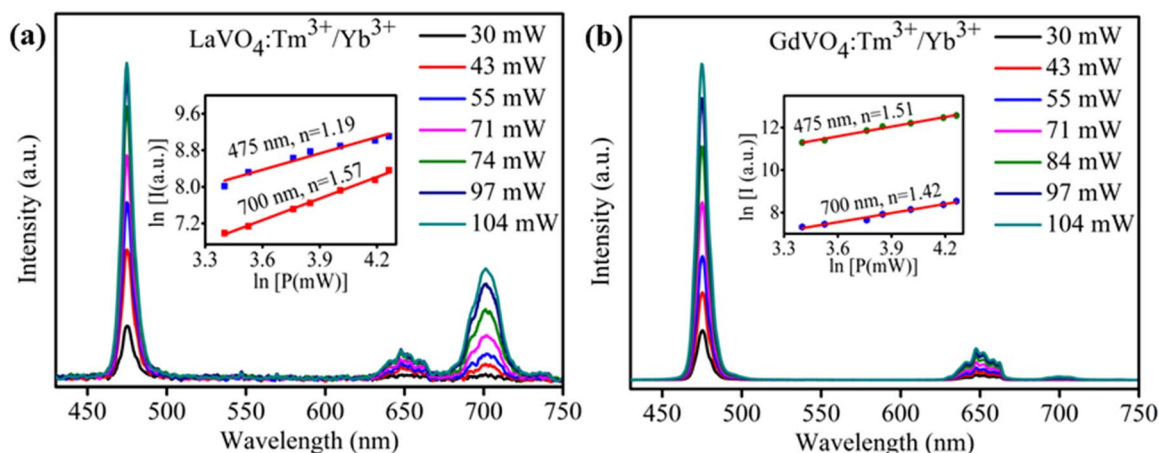 (a)
LaVO4:Tm3+/Yb3+
30 mW
43 mW
55 mW
71 mW
74 mW
97 mW
104 mW
Intensity (a.u.)
ln [I(a.u.)]
9.6
8.8
8.0
7.2
475 nm, n=1.19
700 nm, n=1.57
3.3 3.6 3.9 4.2
ln [P(mW)]
450 500 550 600 650 700 750
Wavelength (nm)
(b)
GdVO4:Tm3+/Yb3+
30 mW
43 mW
55 mW
71 mW
84 mW
97 mW
104 mW
Intensity (a.u.)
ln [I (a.u.)]
12
10
8
475 nm, n=1.51
700 nm, n=1.42
3.3 3.6 3.9 4.2
ln [P(mW)]
450 500 550 600 650 700 750
Wavelength (nm)